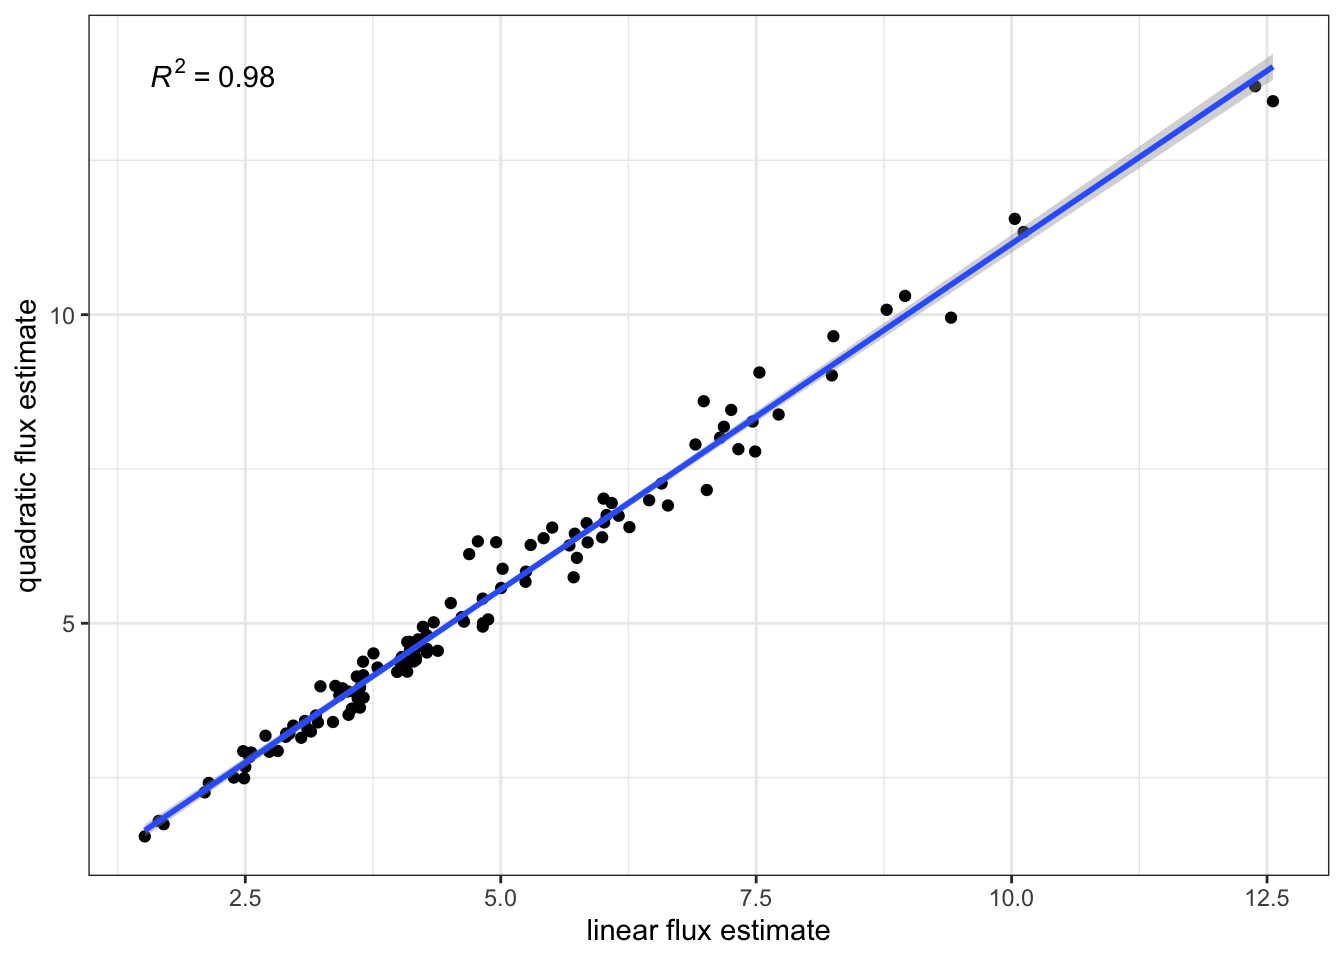 R² = 0.98
10
5
quadratic flux estimate
2.5 5.0 7.5 10.0 12.5
linear flux estimate